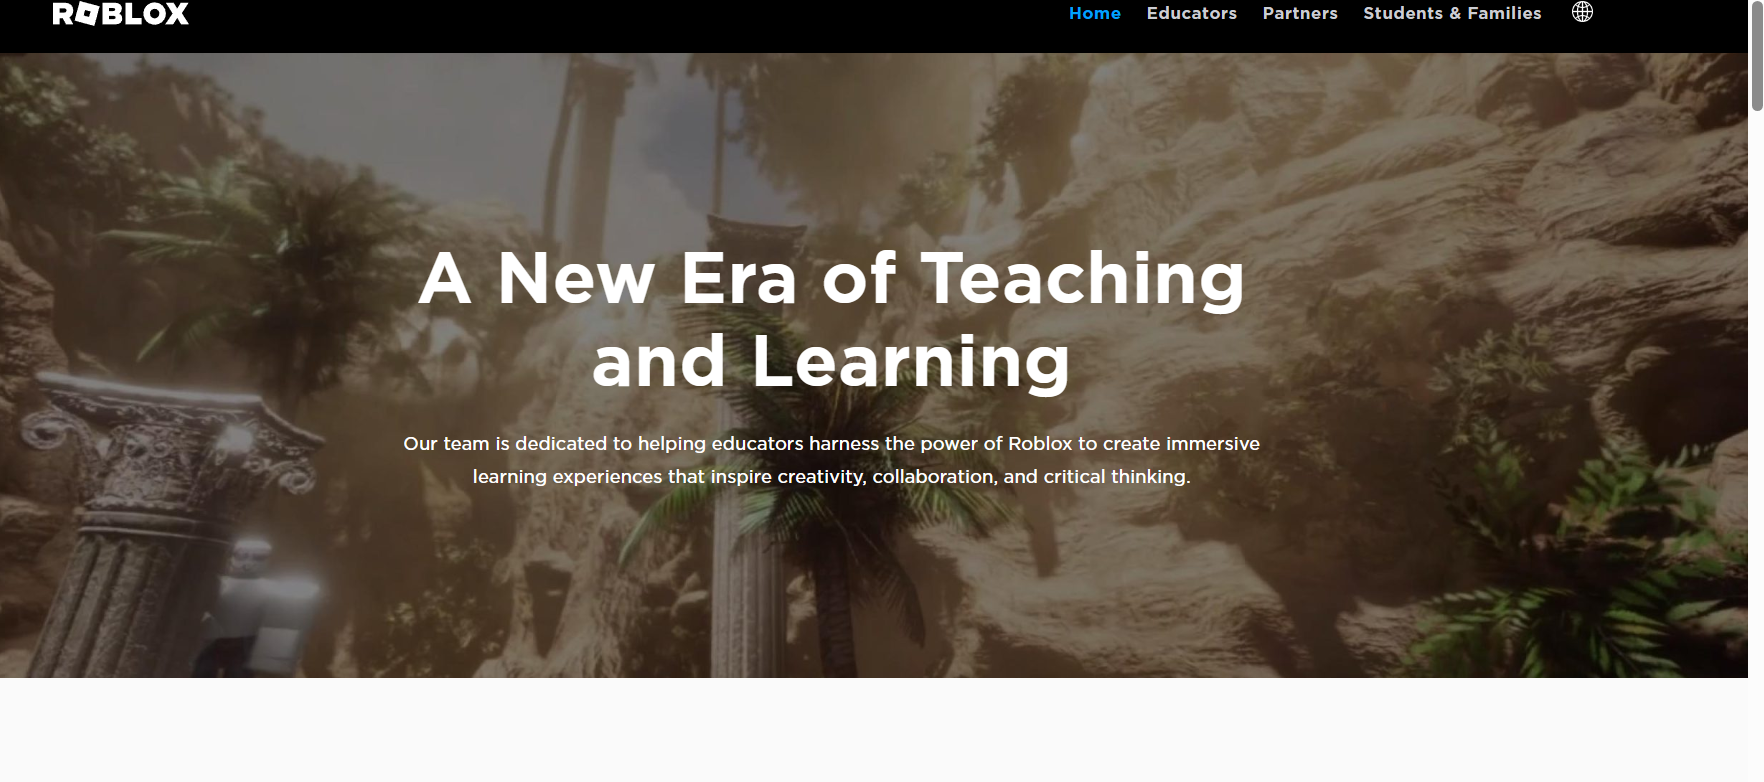 ROBLOX
Home Educators Partners Students & Families
A New Era of Teaching
and Learning
Our team is dedicated to helping educators harness the power of Roblox to create immersive
learning experiences that inspire creativity, collaboration, and critical thinking.